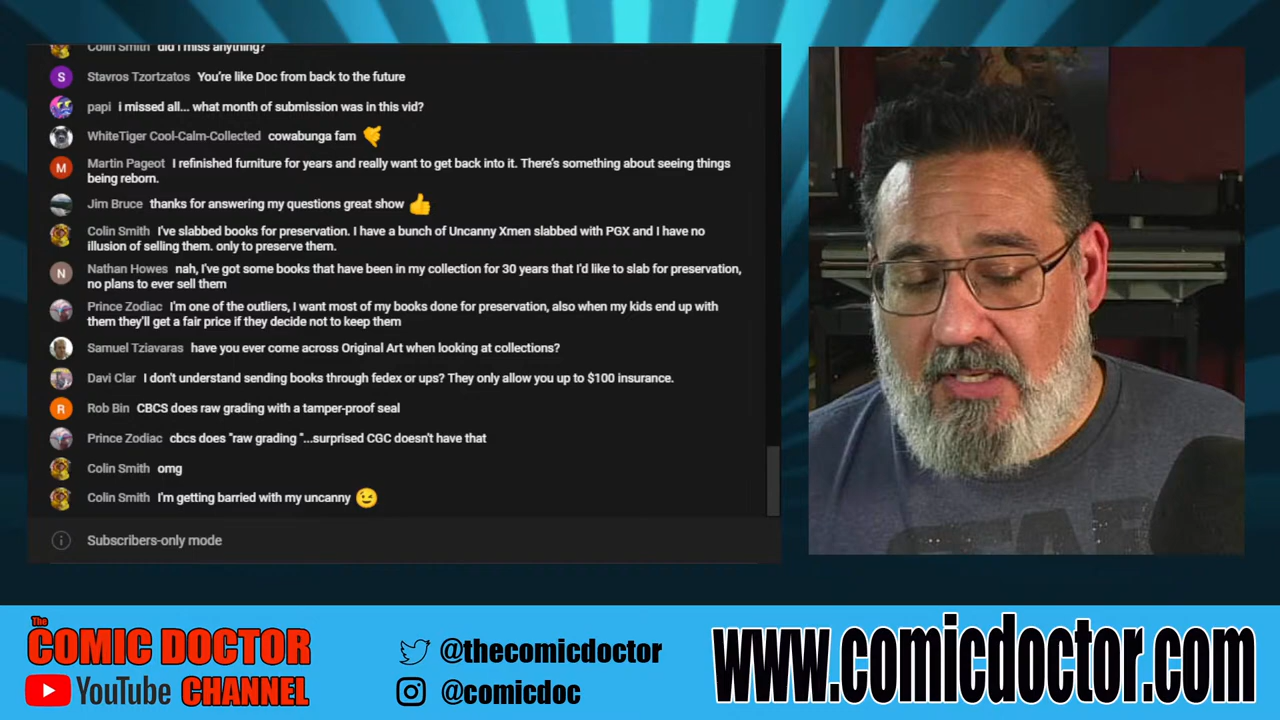 Colin Smith did i miss anything?
S Stavros Tzortzatos You're like Doc from back to the future
papi i missed all... what month of submission was in this vid?
WhiteTiger Cool-Calm-Collected cowabunga fam
M Martin Pageot I refinished furniture for years and really want to get back into it. There's something about seeing things
being reborn.
Jim Bruce thanks for answering my questions great show
Colin Smith I've slabbed books for preservation. I have a bunch of Uncanny Xmen slabbed with PGX and I have no
illusion of selling them. only to preserve them.
N Nathan Howes nah, I've got some books that have been in my collection for 30 years that I'd like to slab for preservation,
no plans to ever sell them
Prince Zodiac I'm one of the outliers, I want most of my books done for preservation, also when my kids end up with
them they'll get a fair price if they decide not to keep them
Samuel Tziavaras have you ever come across Original Art when looking at collections?
Davi Clar I don't understand sending books through fedex or ups? They only allow you up to $100 insurance.
R Rob Bin CBCS does raw grading with a tamper-proof seal
Prince Zodiac cbcs does "raw grading "...surprised CGC doesn't have that
Colin Smith omg
Colin Smith I'm getting barried with my uncanny
Subscribers-only mode
The
COMIC DOCTOR
YouTube CHANNEL
@thecomicdoctor
@comicdoc
www.comicdoctor.com